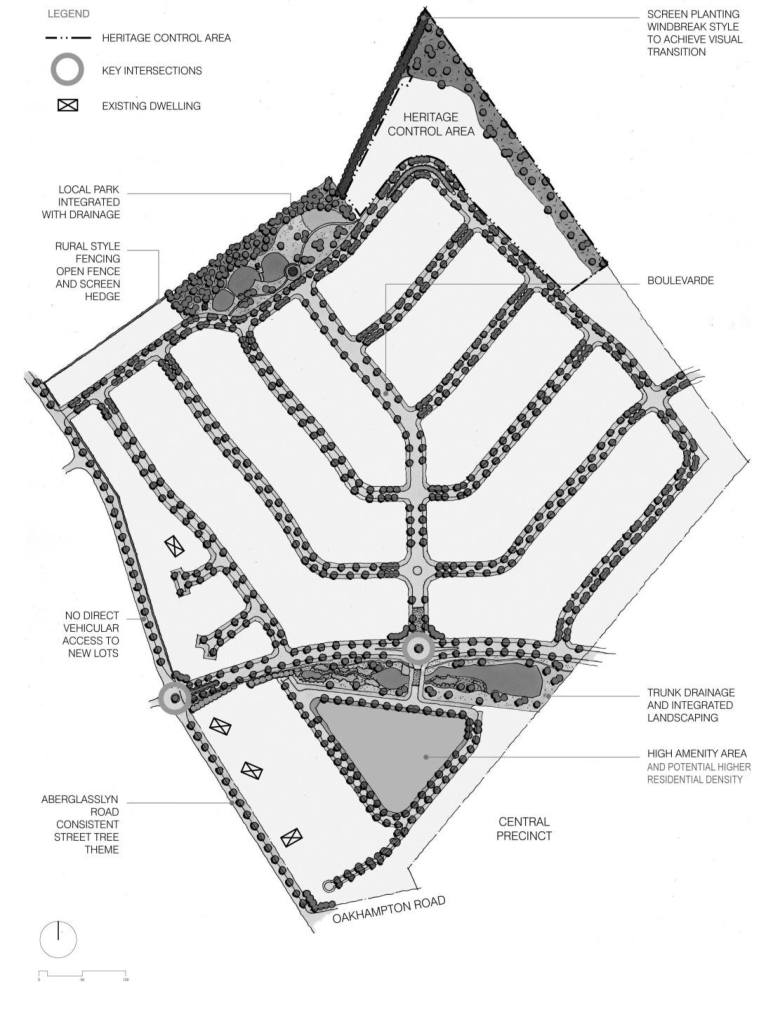 LEGEND
HERITAGE CONTROL AREA
KEY INTERSECTIONS
EXISTING DWELLING
SCREEN PLANTING
WINDBREAK STYLE
TO ACHIEVE VISUAL
TRANSITION
HERITAGE
CONTROL AREA
LOCAL PARK
INTEGRATED
WITH DRAINAGE
RURAL STYLE
FENCING
OPEN FENCE
AND SCREEN
HEDGE
BOULEVARDE
NO DIRECT
VEHICULAR
ACCESS TO
NEW LOTS
TRUNK DRAINAGE
AND INTEGRATED
LANDSCAPING
HIGH AMENITY AREA
AND POTENTIAL HIGHER
RESIDENTIAL DENSITY
ABERGLASSLYN
ROAD
CONSISTENT
STREET TREE
THEME
CENTRAL
PRECINCT
OAKHAMPTON ROAD